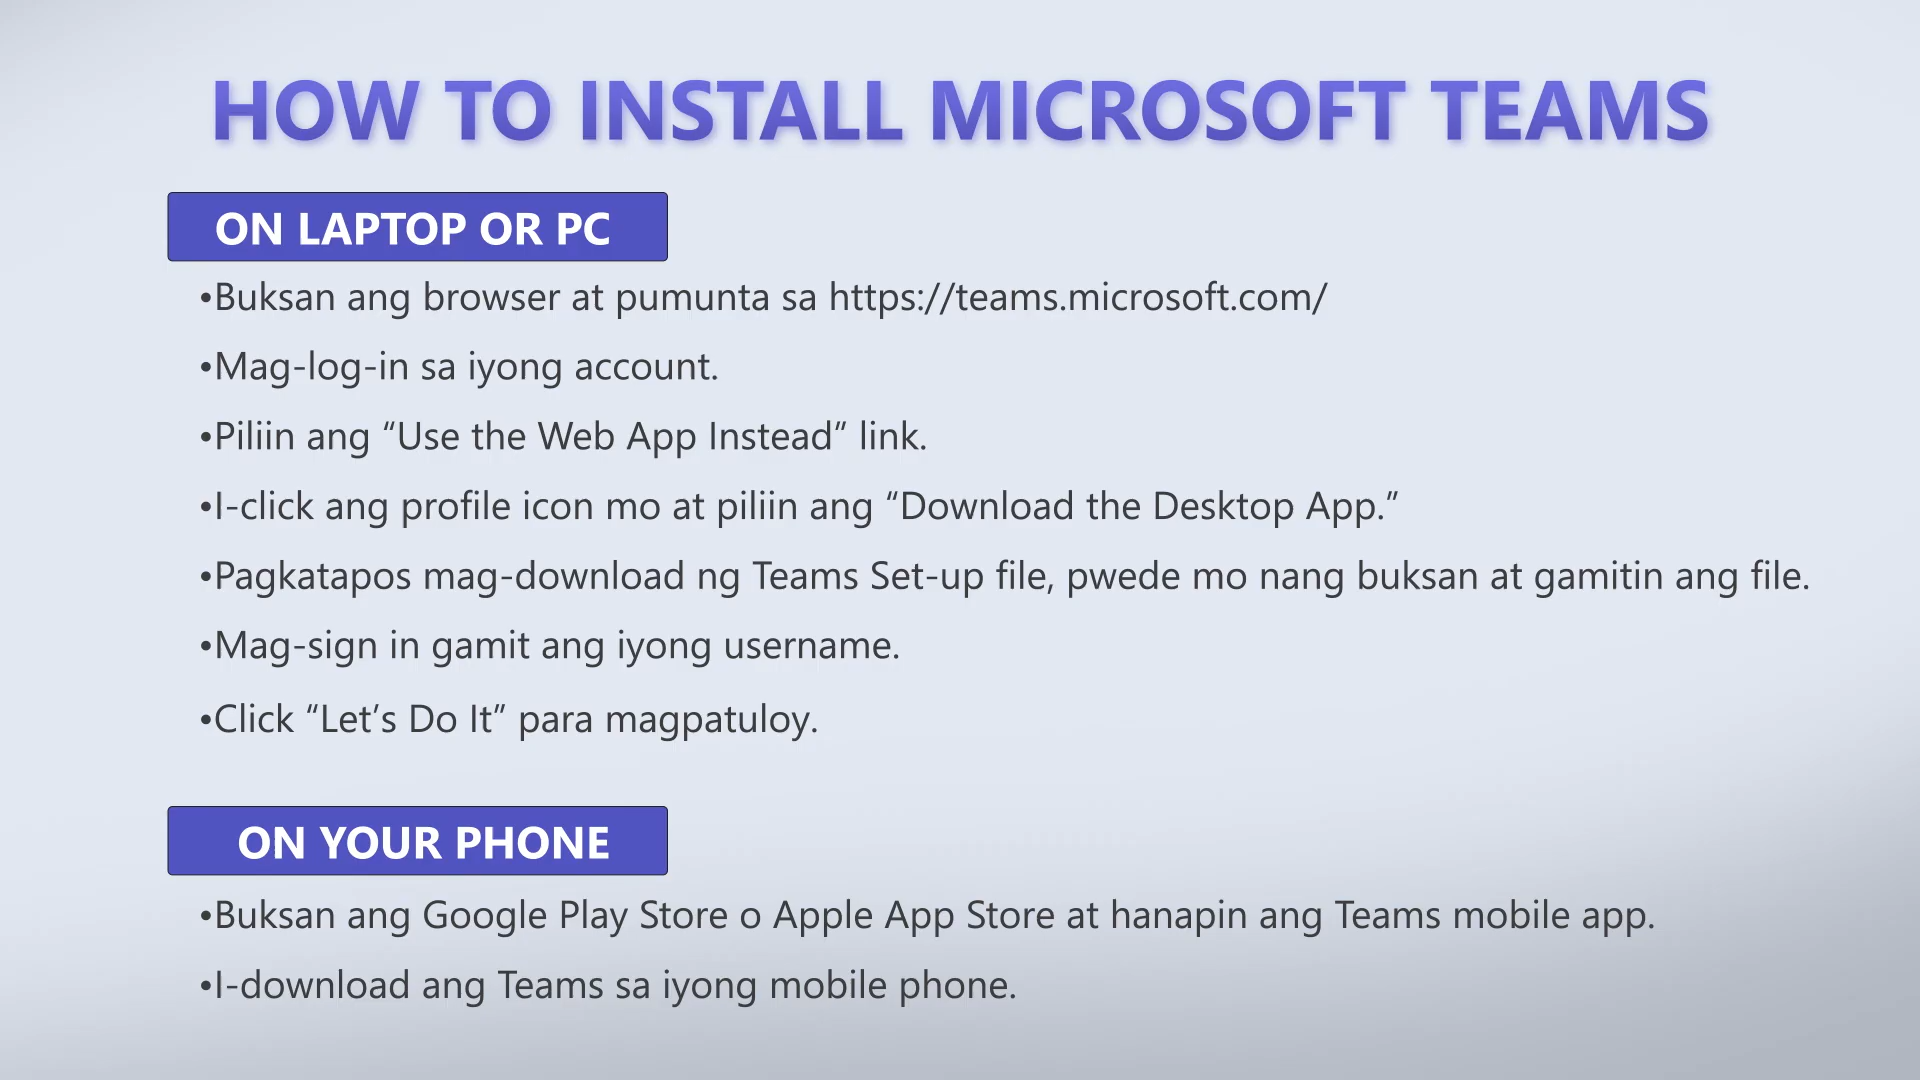 HOW TO INSTALL MICROSOFT TEAMS
ON LAPTOP OR PC
•Buksan ang browser at pumunta sa https://teams.microsoft.com/
•Mag-log-in sa iyong account.
•Piliin ang “Use the Web App Instead” link.
•I-click ang profile icon mo at piliin ang “Download the Desktop App.”
•Pagkatapos mag-download ng Teams Set-up file, pwede mo nang buksan at gamitin ang file.
•Mag-sign in gamit ang iyong username.
•Click “Let’s Do It” para magpatuloy.
ON YOUR PHONE
•Buksan ang Google Play Store o Apple App Store at hanapin ang Teams mobile app.
•I-download ang Teams sa iyong mobile phone.